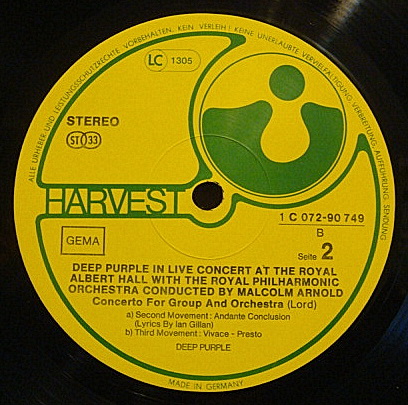 ALLE URHEBER UND LEISTUNGSSCHUTZRECHTE VORBEHALTEN. KEIN VERLEIH! KEINE UNERLAUBTE VERVIELFÄLTIGUNG, VERBREITUNG, AUFFÜHRUNG, SENDUNG
LC 1305
STEREO
ST 33
HARVEST
1 C 072-90 749
B
GEMA
Seite 2
DEEP PURPLE IN LIVE CONCERT AT THE ROYAL
ALBERT HALL WITH THE ROYAL PHILHARMONIC
ORCHESTRA CONDUCTED BY MALCOLM ARNOLD
Concerto For Group And Orchestra (Lord)
a) Second Movement: Andante Conclusion
(Lyrics By Ian Gillan)
b) Third Movement: Vivace - Presto
DEEP PURPLE
MADE IN GERMANY